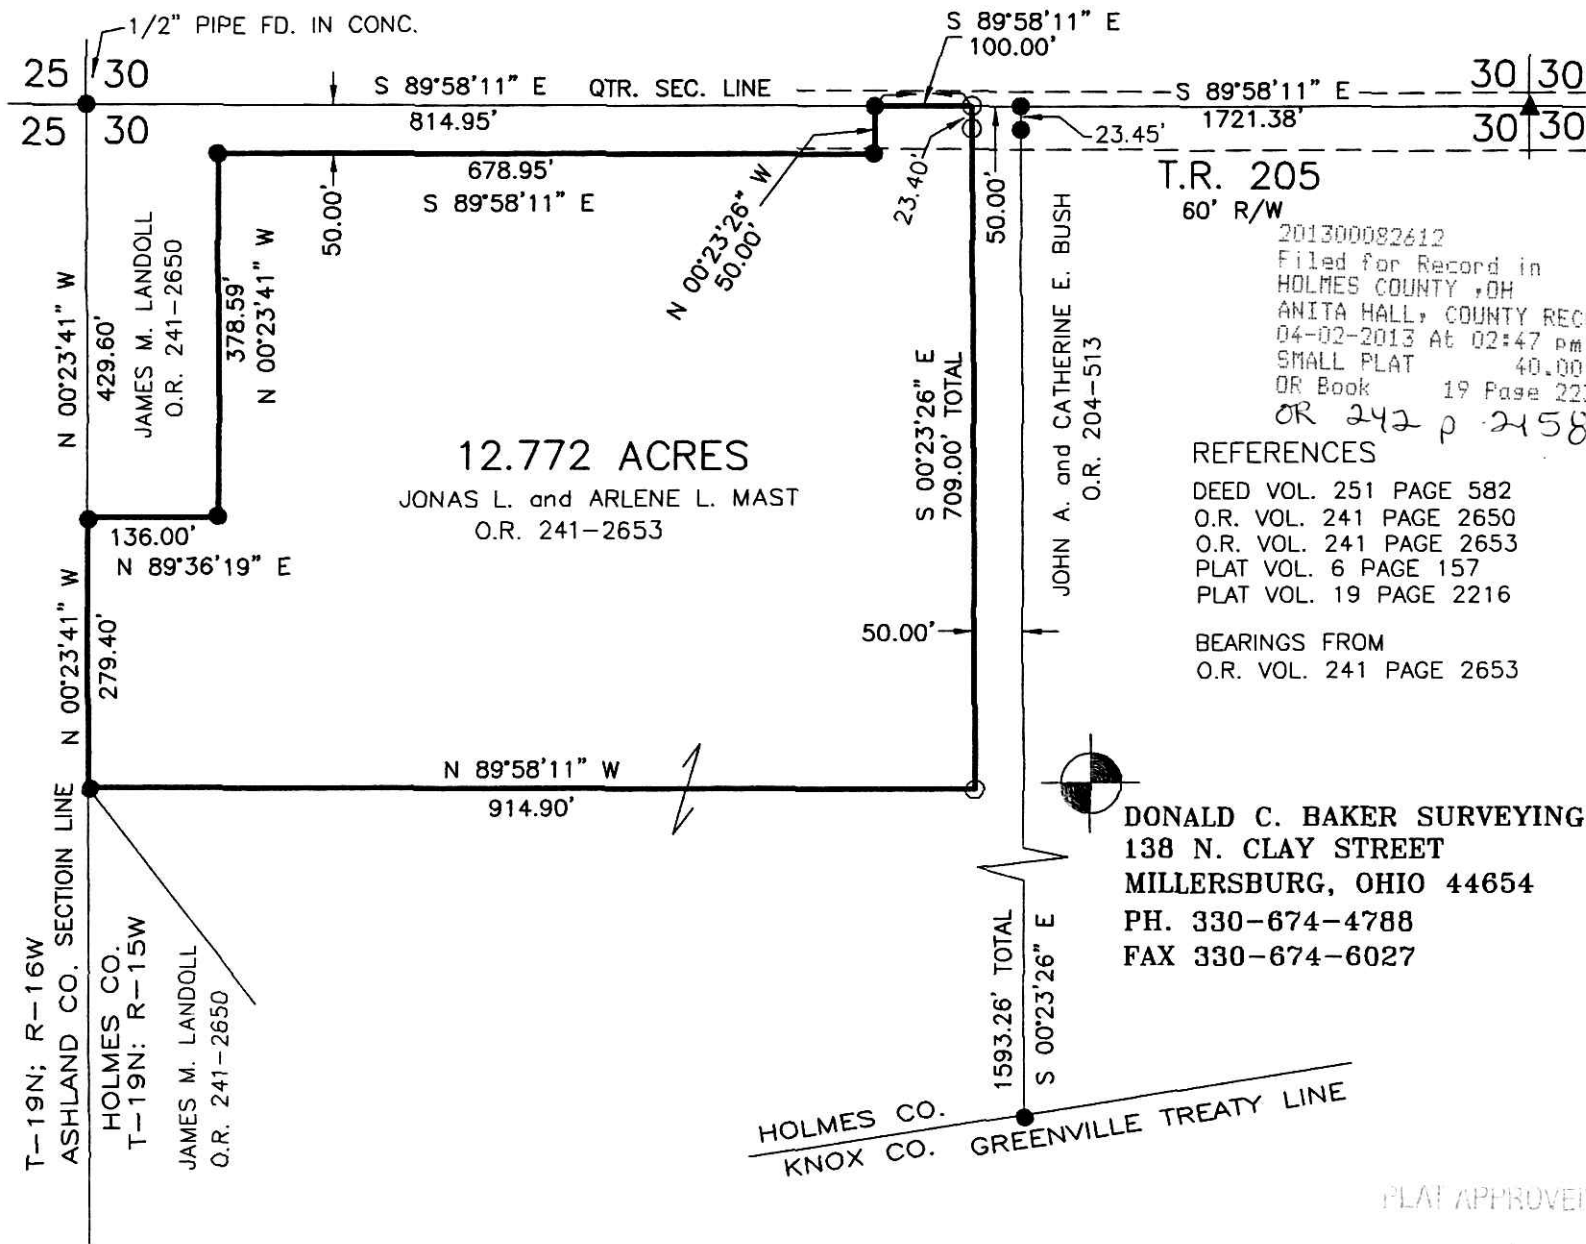 1/2" PIPE FD. IN CONC.
S 89°58'11" E
100.00'
25 30
25 30
S 89°58'11" E QTR. SEC. LINE
814.95'
S 89°58'11" E
1721.38'
30 30
30 30
23.45'
678.95'
S 89°58'11" E
50.00'
N 00°23'26" W
50.00'
23.40'
50.00'
T.R. 205
60' R/W
201300082612
Filed for Record in
HOLMES COUNTY ,OH
ANITA HALL, COUNTY REC
04-02-2013 At 02:47 pm
SMALL PLAT 40.00
OR Book 19 Page
OR 242 p 2158
N 00°23'41" W
429.60'
JAMES M. LANDOLL
O.R. 241-2650
378.59'
N 00°23'41" W
12.772 ACRES
JONAS L. and ARLENE L. MAST
O.R. 241-2653
S 00°23'26" E
709.00' TOTAL
JOHN A. and CATHERINE E. BUSH
O.R. 204-513
REFERENCES
DEED VOL. 251 PAGE 582
O.R. VOL. 241 PAGE 2650
O.R. VOL. 241 PAGE 2653
PLAT VOL. 6 PAGE 157
PLAT VOL. 19 PAGE 2216
BEARINGS FROM
O.R. VOL. 241 PAGE 2653
136.00'
N 89°36'19" E
N 00°23'41" W
279.40'
50.00'
N 89°58'11" W
914.90'
DONALD C. BAKER SURVEYING
138 N. CLAY STREET
MILLERSBURG, OHIO 44654
PH. 330-674-4788
FAX 330-674-6027
T-19N; R-16W
ASHLAND CO. SECTIOIN LINE
HOLMES CO.
T-19N: R-15W
JAMES M. LANDOLL
O.R. 241-2650
1593.26' TOTAL
S 00°23'26" E
HOLMES CO.
KNOX CO. GREENVILLE TREATY LINE
PLAT APPROVED